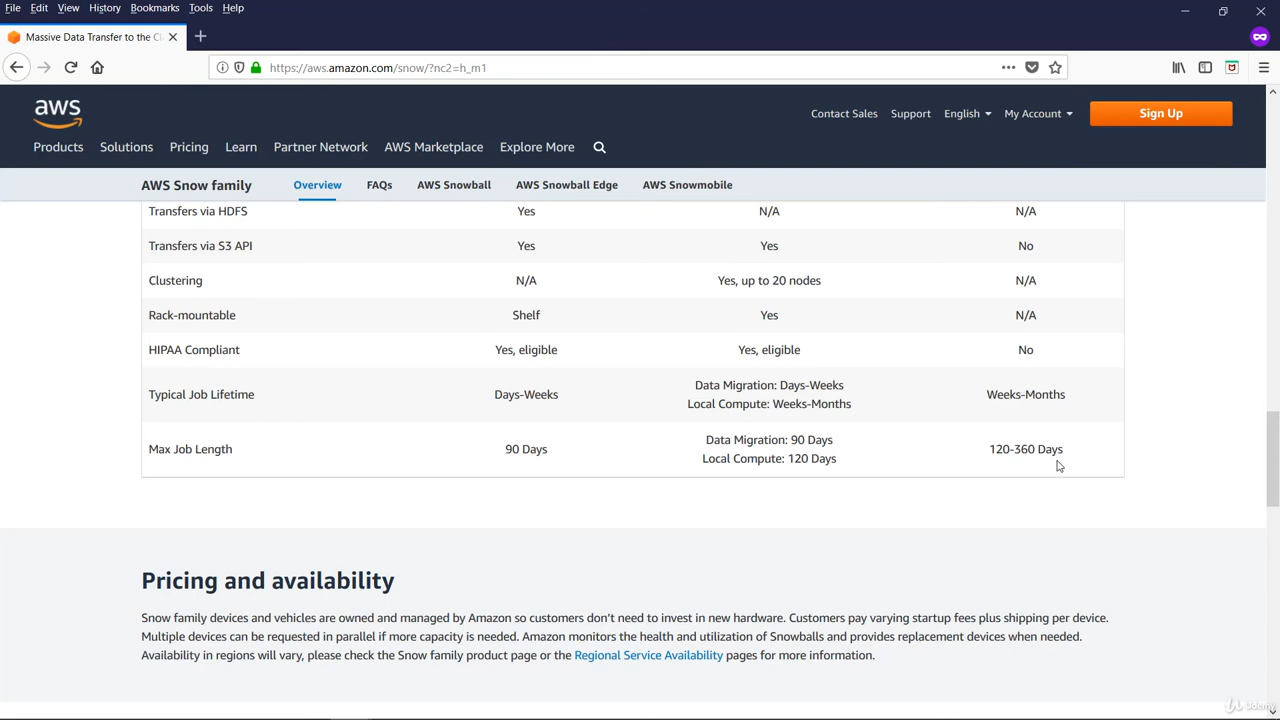 File Edit View History Bookmarks Tools Help
Massive Data Transfer to the Cl
https://aws.amazon.com/snow/?nc2=h_m1
aws
Contact Sales Support English My Account Sign Up
Products Solutions Pricing Learn Partner Network AWS Marketplace Explore More
AWS Snow family Overview FAQs AWS Snowball AWS Snowball Edge AWS Snowmobile
Transfers via HDFS Yes N/A N/A
Transfers via S3 API Yes Yes No
Clustering N/A Yes, up to 20 nodes N/A
Rack-mountable Shelf Yes N/A
HIPAA Compliant Yes, eligible Yes, eligible No
Typical Job Lifetime Days-Weeks Data Migration: Days-Weeks Weeks-Months
Local Compute: Weeks-Months
Max Job Length 90 Days Data Migration: 90 Days 120-360 Days
Local Compute: 120 Days
Pricing and availability
Snow family devices and vehicles are owned and managed by Amazon so customers don't need to invest in new hardware. Customers pay varying startup fees plus shipping per device.
Multiple devices can be requested in parallel if more capacity is needed. Amazon monitors the health and utilization of Snowballs and provides replacement devices when needed.
Availability in regions will vary, please check the Snow family product page or the Regional Service Availability pages for more information.
Udemy